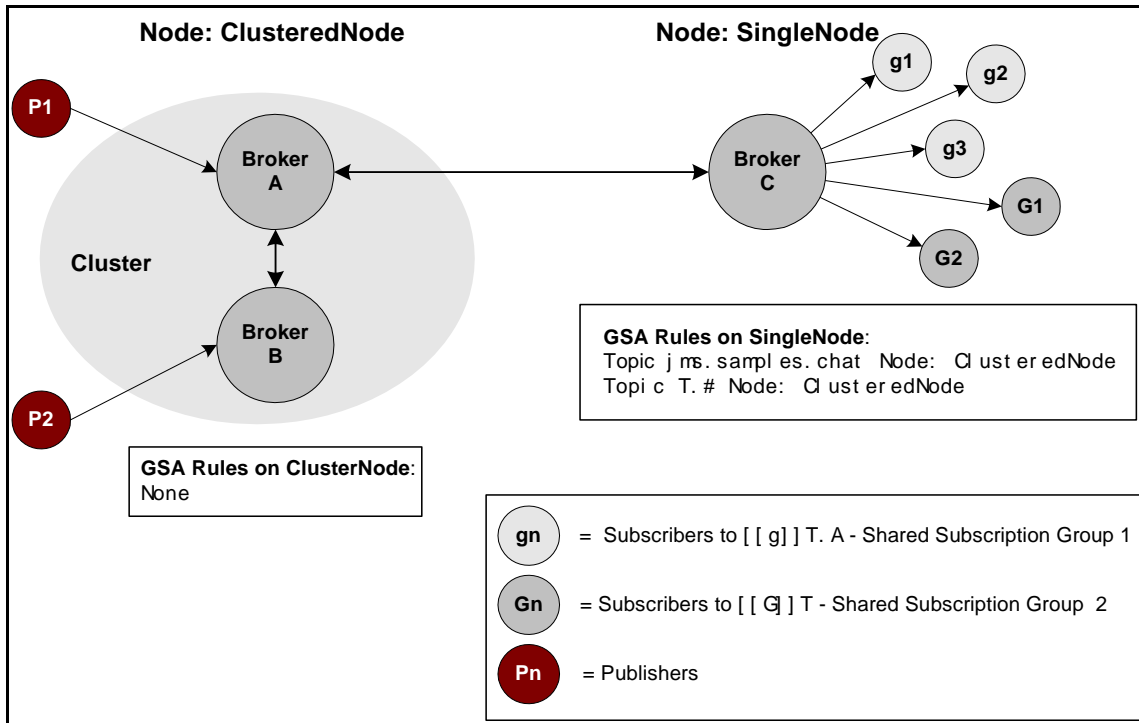 Node: ClusteredNode
Node: SingleNode
P1
g1
g2
Broker
A
Broker
C
g3
G1
G2
Cluster
Broker
B
P2
GSA Rules on SingleNode:
Topic jms.samples.chat Node: ClusteredNode
Topic T.# Node: ClusteredNode
GSA Rules on ClusterNode:
None
gn = Subscribers to [[g]]T.A - Shared Subscription Group 1
Gn = Subscribers to [[G]]T - Shared Subscription Group 2
Pn = Publishers